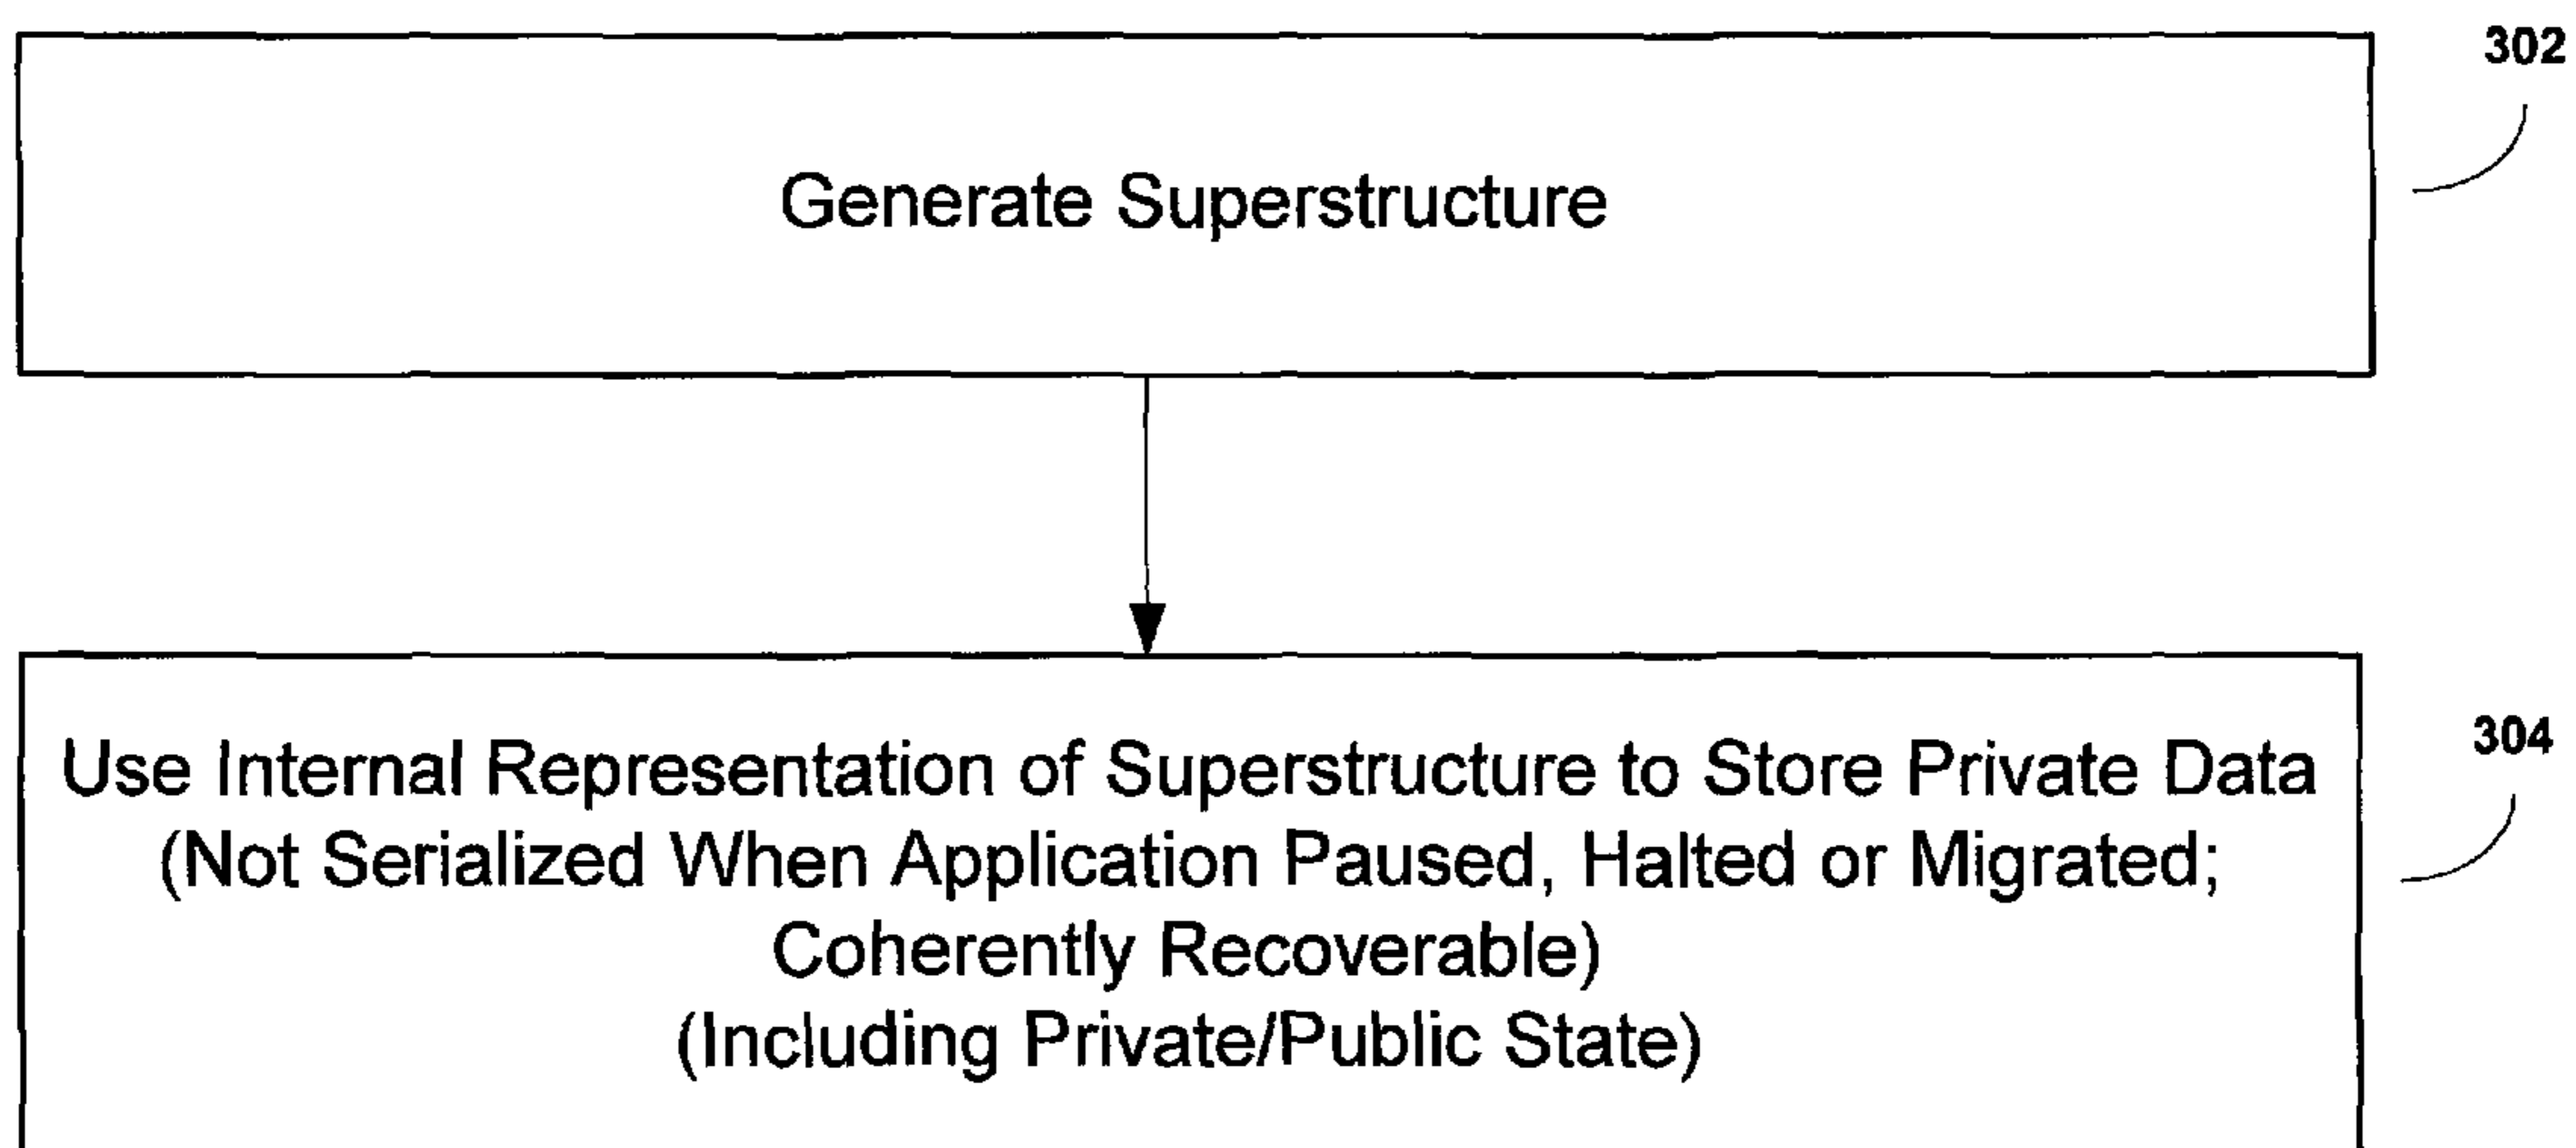 302
Generate Superstructure
304
Use Internal Representation of Superstructure to Store Private Data
(Not Serialized When Application Paused, Halted or Migrated;
Coherently Recoverable)
(Including Private/Public State)